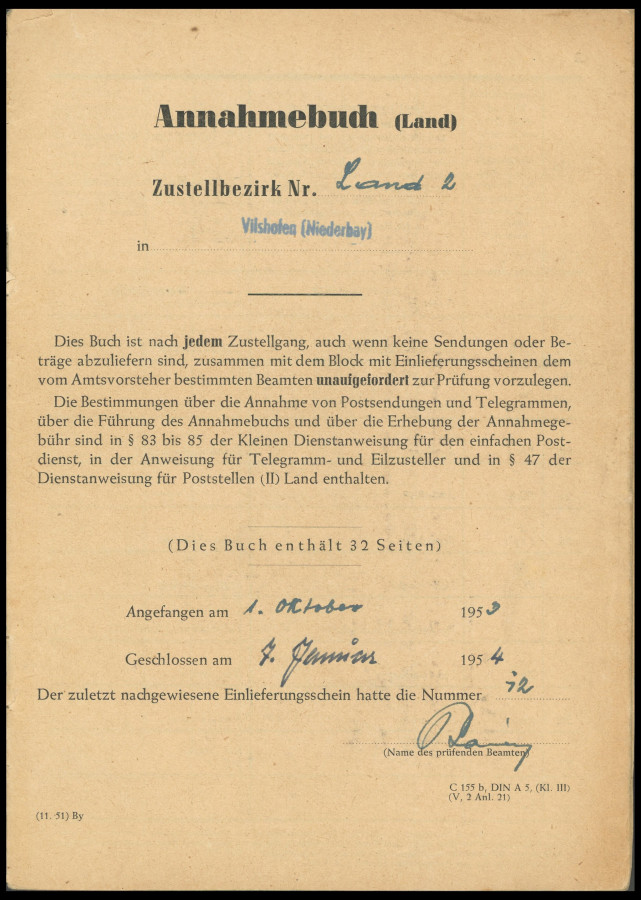 Annahmebuch (Land)
Zustellbezirk Nr. Land 2
Vilshofen (Niederbay)
in
Dies Buch ist nach jedem Zustellgang, auch wenn keine Sendungen oder Be-
träge abzuliefern sind, zusammen mit dem Block mit Einlieferungsscheinen dem
vom Amtsvorsteher bestimmten Beamten unaufgefordert zur Prüfung vorzulegen.
Die Bestimmungen über die Annahme von Postsendungen und Telegrammen,
über die Führung des Annahmebuchs und über die Erhebung der Annahmege-
bühr sind in § 83 bis 85 der Kleinen Dienstanweisung für den einfachen Post-
dienst, in der Anweisung für Telegramm- und Eilzusteller und in § 47 der
Dienstanweisung für Poststellen (II) Land enthalten.
(Dies Buch enthält 32 Seiten)
Angefangen am 1. Oktober 1953
Geschlossen am 7. Januar 1954
Der zuletzt nachgewiesene Einlieferungsschein hatte die Nummer 12
(Name des prüfenden Beamten)
C 155 b, DIN A 5, (Kl. III)
(V, 2 Anl. 21)
(11. 51) By